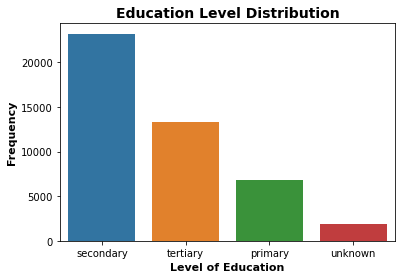 Education Level Distribution
Frequency
20000
15000
10000
5000
0
secondary tertiary primary unknown
Level of Education